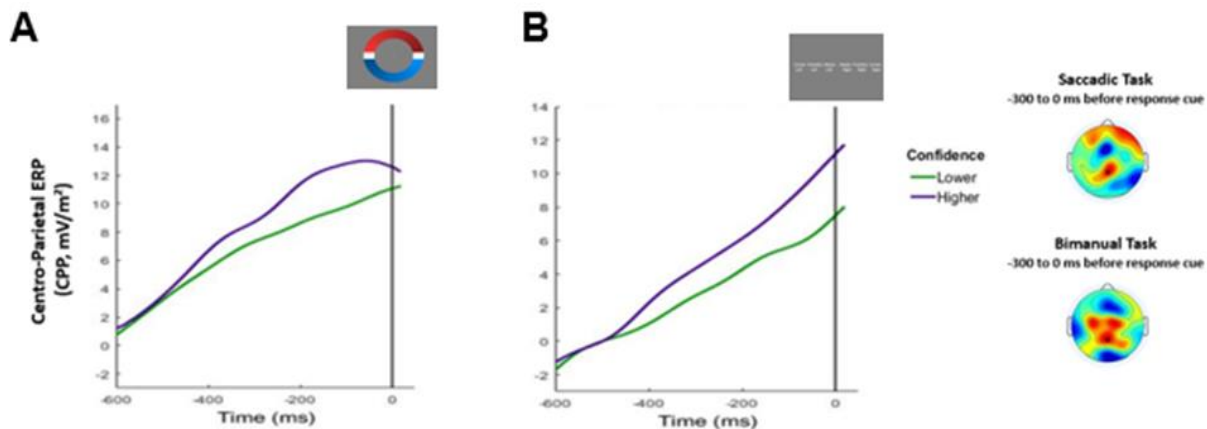 A
B
Centro-Parietal ERP
(CPP, mV/m²)
16
14
12
10
8
6
4
2
0
-2
-600
-400
-200
0
Time (ms)
14
12
10
8
6
4
2
0
-2
-600
-400
-200
0
Time (ms)
Confidence
Lower
Higher
Saccadic Task
-300 to 0 ms before response cue
Bimanual Task
-300 to 0 ms before response cue